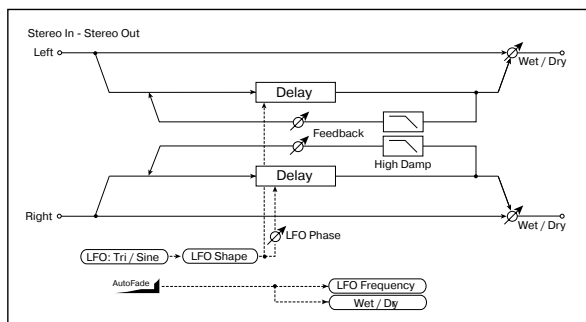 Stereo In - Stereo Out
Left
Wet / Dry
Delay
Feedback
High Damp
Delay
Right
Wet / Dry
LFO Phase
LFO: Tri / Sine
LFO Shape
AutoFade
LFO Frequency
Wet / Dry